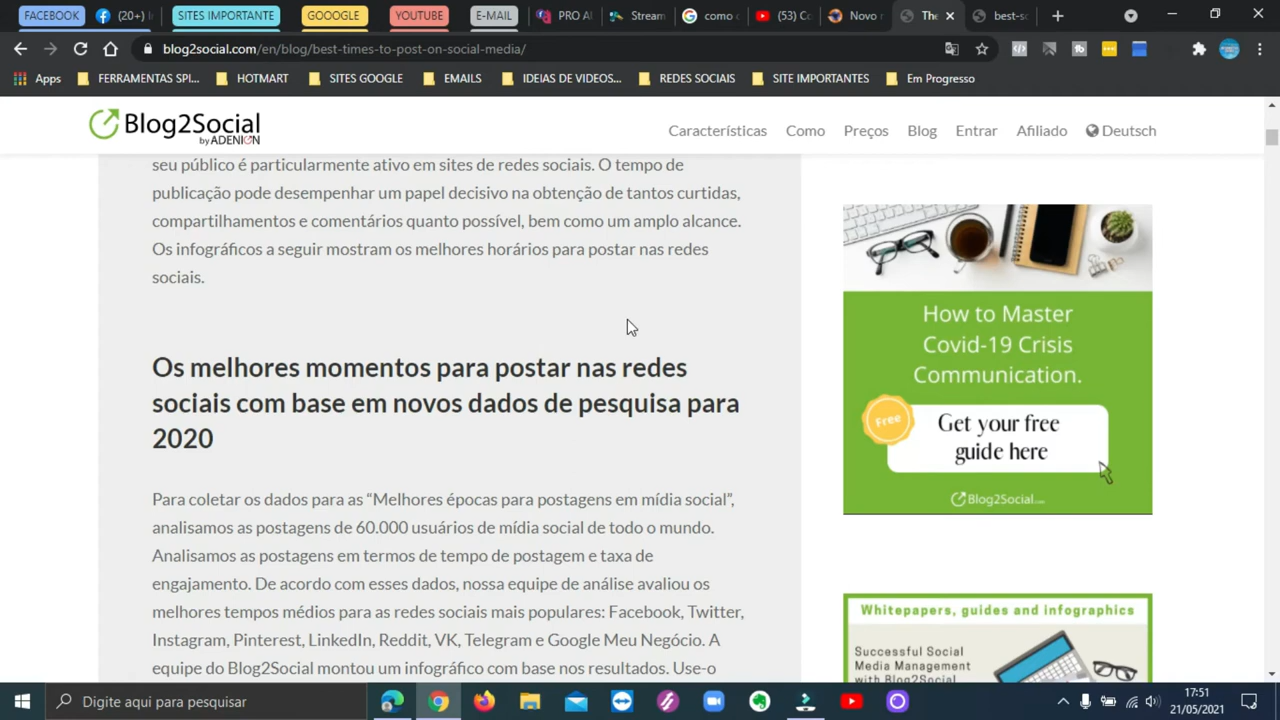 FACEBOOK
(20+) I
SITES IMPORTANTE
GOOOGLE
YOUTUBE
E-MAIL
PRO A
Stream
como
(53) C
Novo
The
best-s
blog2social.com/en/blog/best-times-to-post-on-social-media/
Apps
FERRAMENTAS SPI...
HOTMART
SITES GOOGLE
EMAILS
IDEIAS DE VIDEOS...
REDES SOCIAIS
SITE IMPORTANTES
Em Progresso
Blog2Social
by ADENION
Características
Como
Preços
Blog
Entrar
Afiliado
Deutsch
seu público é particularmente ativo em sites de redes sociais. O tempo de
publicação pode desempenhar um papel decisivo na obtenção de tantos curtidas,
compartilhamentos e comentários quanto possível, bem como um amplo alcance.
Os infográficos a seguir mostram os melhores horários para postar nas redes
sociais.
Os melhores momentos para postar nas redes
sociais com base em novos dados de pesquisa para
2020
Para coletar os dados para as “Melhores épocas para postagens em mídia social”,
analisamos as postagens de 60.000 usuários de mídia social de todo o mundo.
Analisamos as postagens em termos de tempo de postagem e taxa de
engajamento. De acordo com esses dados, nossa equipe de análise avaliou os
melhores tempos médios para as redes sociais mais populares: Facebook, Twitter,
Instagram, Pinterest, LinkedIn, Reddit, VK, Telegram e Google Meu Negócio. A
equipe do Blog2Social montou um infográfico com base nos resultados. Use-o
How to Master
Covid-19 Crisis
Communication.
Free
Get your free
guide here
Blog2Social.com
Whitepapers, guides and infographics
Successful Social
Media Management
with Blog2Social
Digite aqui para pesquisar
17:51
21/05/2021